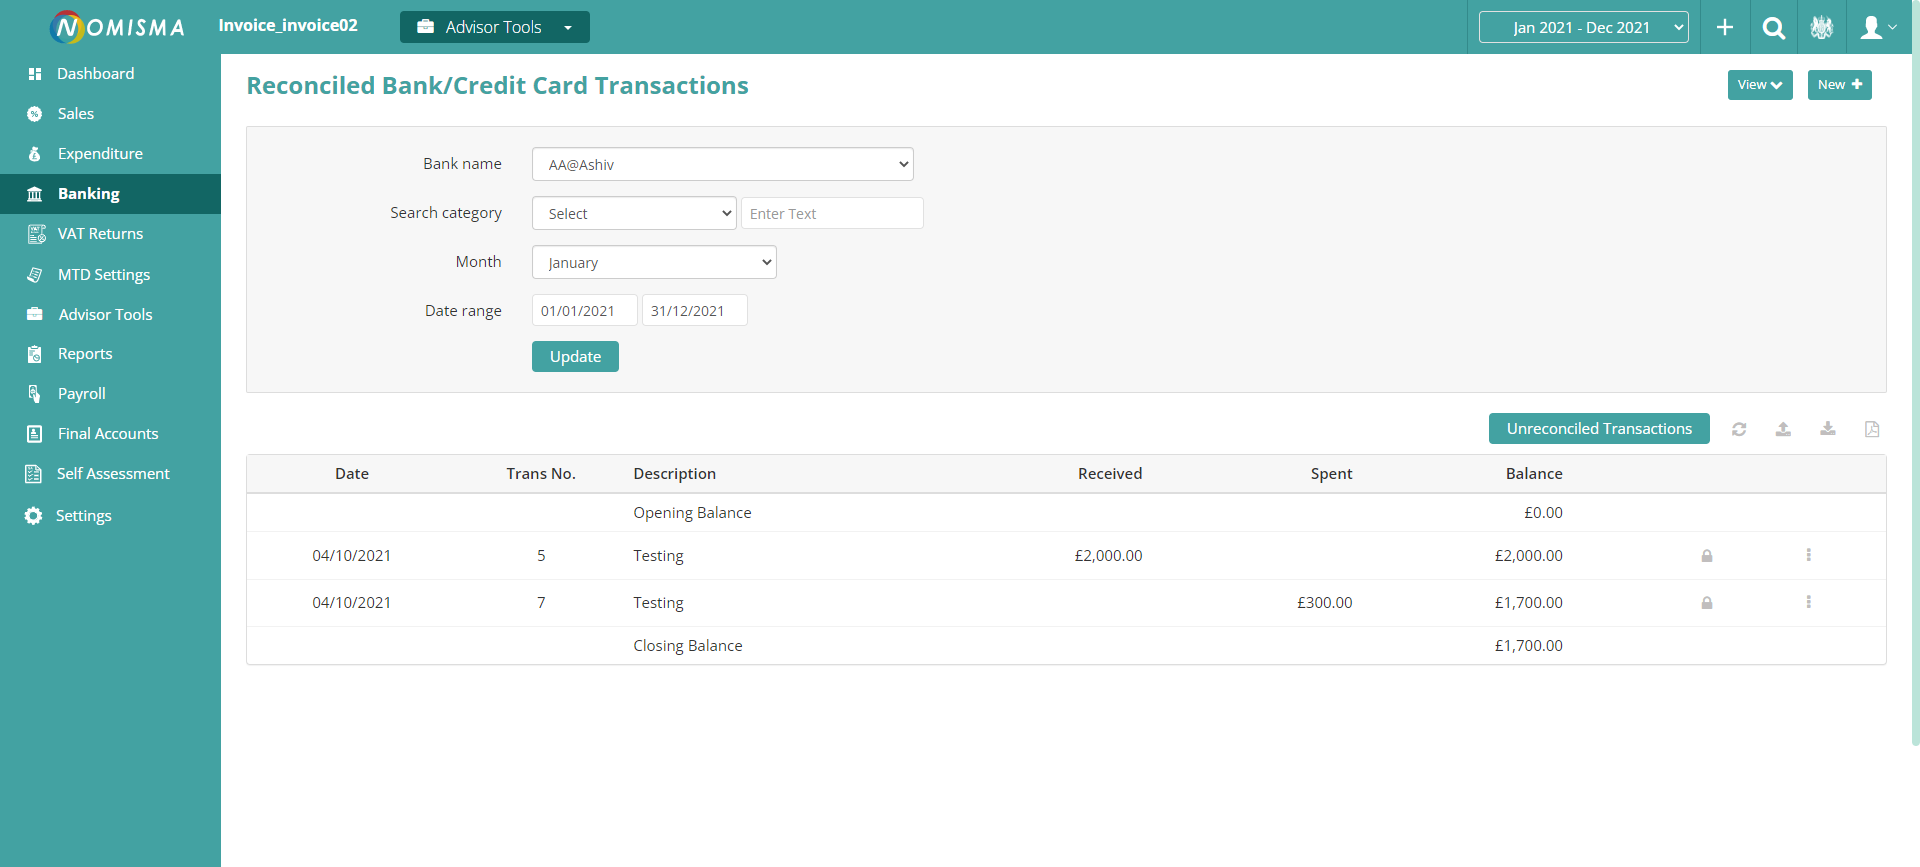 NOMISMA
Invoice_invoice02
Advisor Tools
Jan 2021 - Dec 2021
Dashboard
Sales
Expenditure
Banking
VAT Returns
MTD Settings
Advisor Tools
Reports
Payroll
Final Accounts
Self Assessment
Settings
Reconciled Bank/Credit Card Transactions
View
New
Bank name AA@Ashiv
Search category Select Enter Text
Month January
Date range 01/01/2021 31/12/2021
Update
Unreconciled Transactions
Date Trans No. Description Received Spent Balance
Opening Balance £0.00
04/10/2021 5 Testing £2,000.00 £2,000.00
04/10/2021 7 Testing £300.00 £1,700.00
Closing Balance £1,700.00